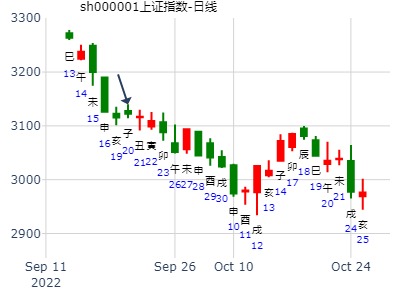 sh000001上证指数-日线
3300
3200
3100
3000
2900
巳
13
午
14
未
15
申
16
亥
19
子
20
丑
21
寅
22
卯
23
午
26
未
27
申
28
酉
29
戌
30
申
10
酉
11
戌
12
亥
13
子
14
卯
17
辰
18
巳
19
午
20
未
21
戌
24
亥
25
Sep 11
2022
Sep 26
Oct 10
Oct 24